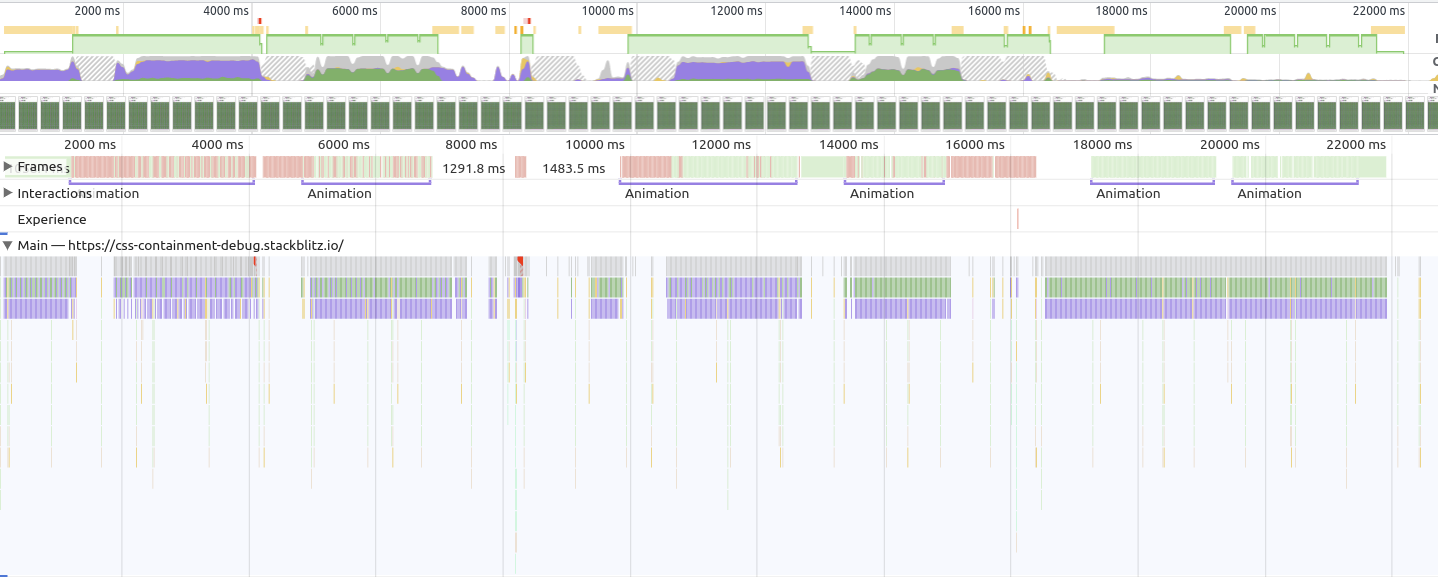 2000 ms 4000 ms 6000 ms 8000 ms 10000 ms 12000 ms 14000 ms 16000 ms 18000 ms 20000 ms 22000 ms
2000 ms 4000 ms 6000 ms 8000 ms 10000 ms 12000 ms 14000 ms 16000 ms 18000 ms 20000 ms 22000 ms
Frames s 1291.8 ms 1483.5 ms
Interactions mation Animation Animation Animation Animation Animation
Experience
Main — https://css-containment-debug.stackblitz.io/